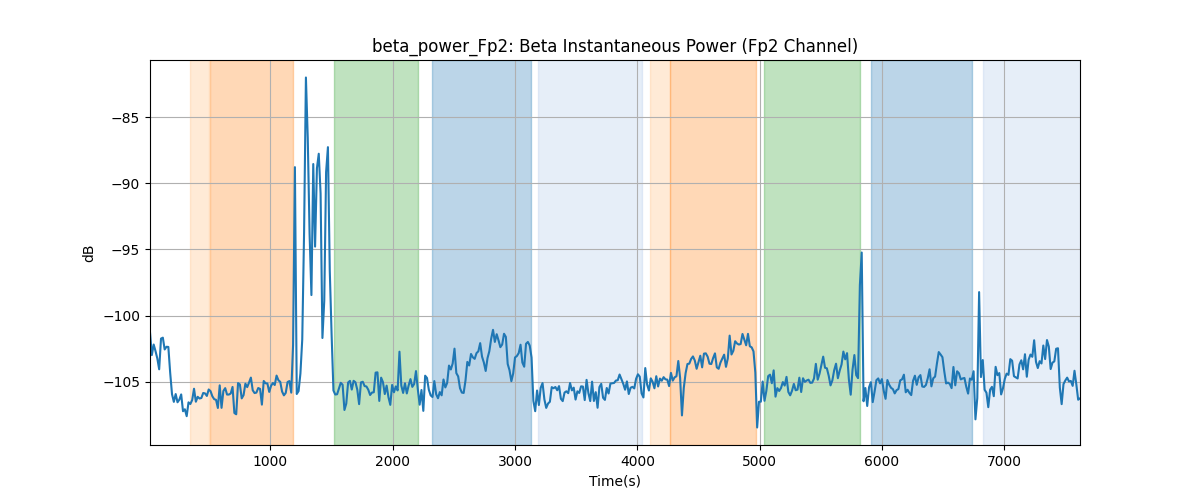 beta_power_Fp2: Beta Instantaneous Power (Fp2 Channel)
dB
−85
−90
−95
−100
−105
1000 2000 3000 4000 5000 6000 7000
Time(s)